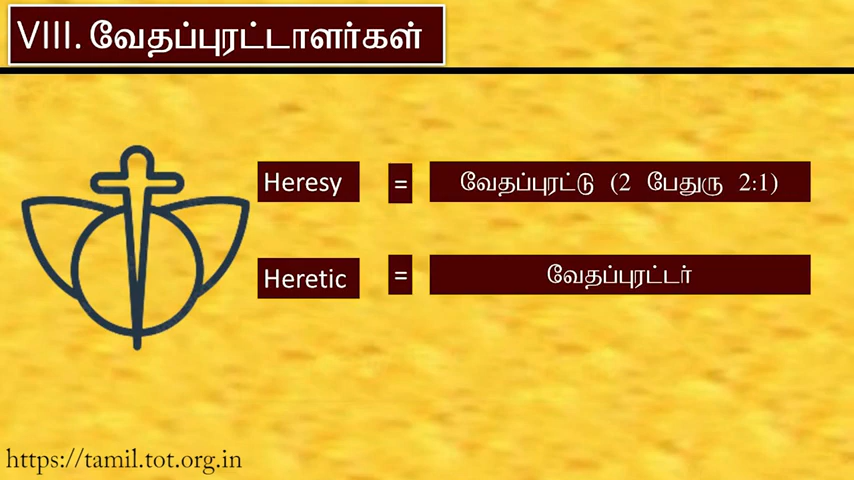 VIII. வேதப்புரட்டாளர்கள்
Heresy = வேதப்புரட்டு (2 பேதுரு 2:1)
Heretic = வேதப்புரட்டர்
https://tamil.tot.org.in